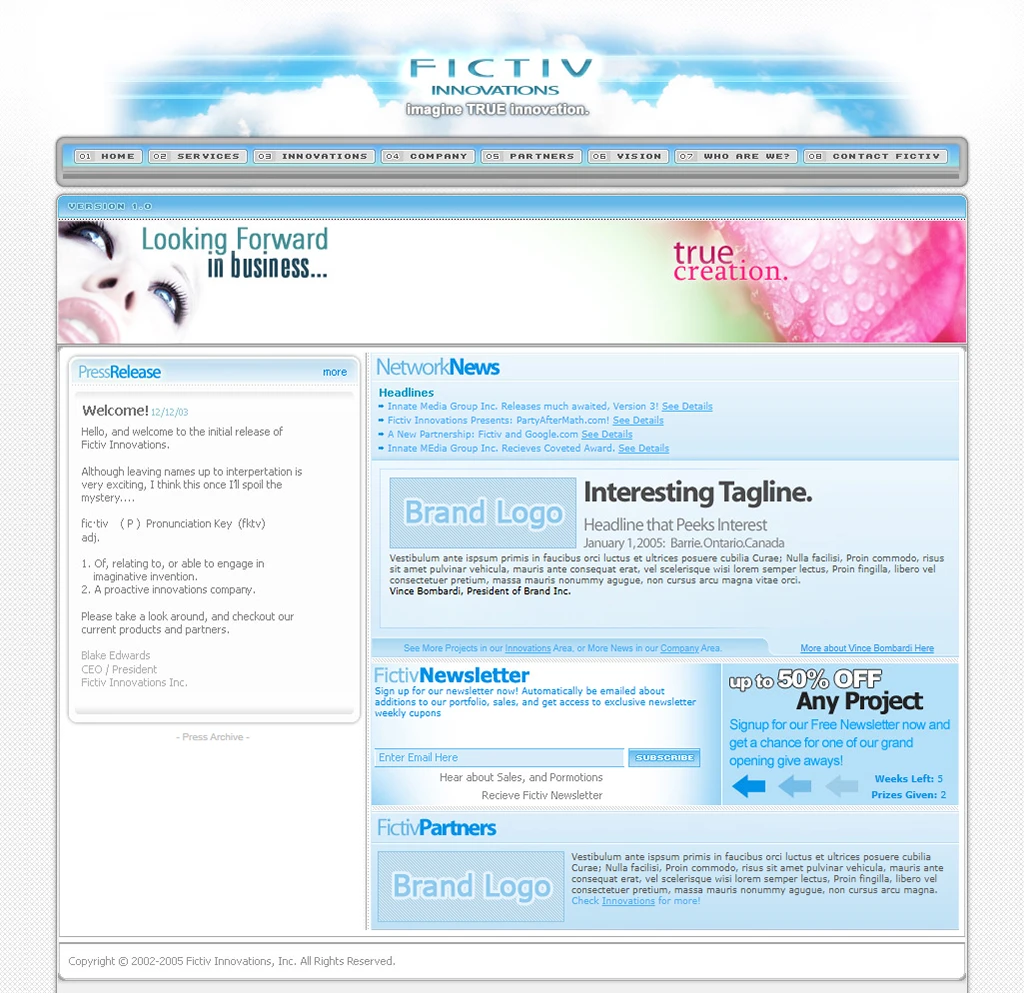 FICTIV
INNOVATIONS
imagine TRUE innovation.
01 HOME 02 SERVICES 03 INNOVATIONS 04 COMPANY 05 PARTNERS 06 VISION 07 WHO ARE WE? 08 CONTACT FICTIV
VERSION 1.0
Looking Forward
in business...
true
creation.
PressRelease more
Welcome! 12/12/03
Hello, and welcome to the initial release of
Fictiv Innovations.
Although leaving names up to interpertation is
very exciting, I think this once I'll spoil the
mystery....
fic·tiv ( P ) Pronunciation Key (fktv)
adj.
1. Of, relating to, or able to engage in
imaginative invention.
2. A proactive innovations company.
Please take a look around, and checkout our
current products and partners.
Blake Edwards
CEO / President
Fictiv Innovations Inc.
- Press Archive -
NetworkNews
Headlines
Innate Media Group Inc. Releases much awaited, Version 3! See Details
Fictiv Innovations Presents: PartyAfterMath.com! See Details
A New Partnership: Fictiv and Google.com See Details
Innate MEdia Group Inc. Recieves Coveted Award. See Details
Brand Logo
Interesting Tagline.
Headline that Peeks Interest
January 1,2005: Barrie.Ontario.Canada
Vestibulum ante ispsum primis in faucibus orci luctus et ultrices posuere cubilia Curae; Nulla facilisi, Proin commodo, risus
sit amet pulvinar vehicula, mauris ante consequat erat, vel scelerisque wisi lorem semper lectus, Proin fingilla, libero vel
consectetuer pretium, massa mauris nonummy agugue, non cursus arcu magna vitae orci.
Vince Bombardi, President of Brand Inc.
See More Projects in our Innovations Area, or More News in our Company Area.
More about Vince Bombardi Here
FictivNewsletter
Sign up for our newsletter now! Automatically be emailed about
additions to our portfolio, sales, and get access to exclusive newsletter
weekly cupons
Enter Email Here SUBSCRIBE
Hear about Sales, and Pormotions
Recieve Fictiv Newsletter
up to 50% OFF
Any Project
Signup for our Free Newsletter now and
get a chance for one of our grand
opening give aways!
Weeks Left: 5
Prizes Given: 2
FictivPartners
Brand Logo
Vestibulum ante ispsum primis in faucibus orci luctus et ultrices posuere cubilia
Curae; Nulla facilisi, Proin commodo, risus sit amet pulvinar vehicula, mauris ante
consequat erat, vel scelerisque wisi lorem semper lectus, Proin fingilla, libero vel
consectetuer pretium, massa mauris nonummy agugue, non cursus arcu magna.
Check Innovations for more!
Copyright © 2002-2005 Fictiv Innovations, Inc. All Rights Reserved.